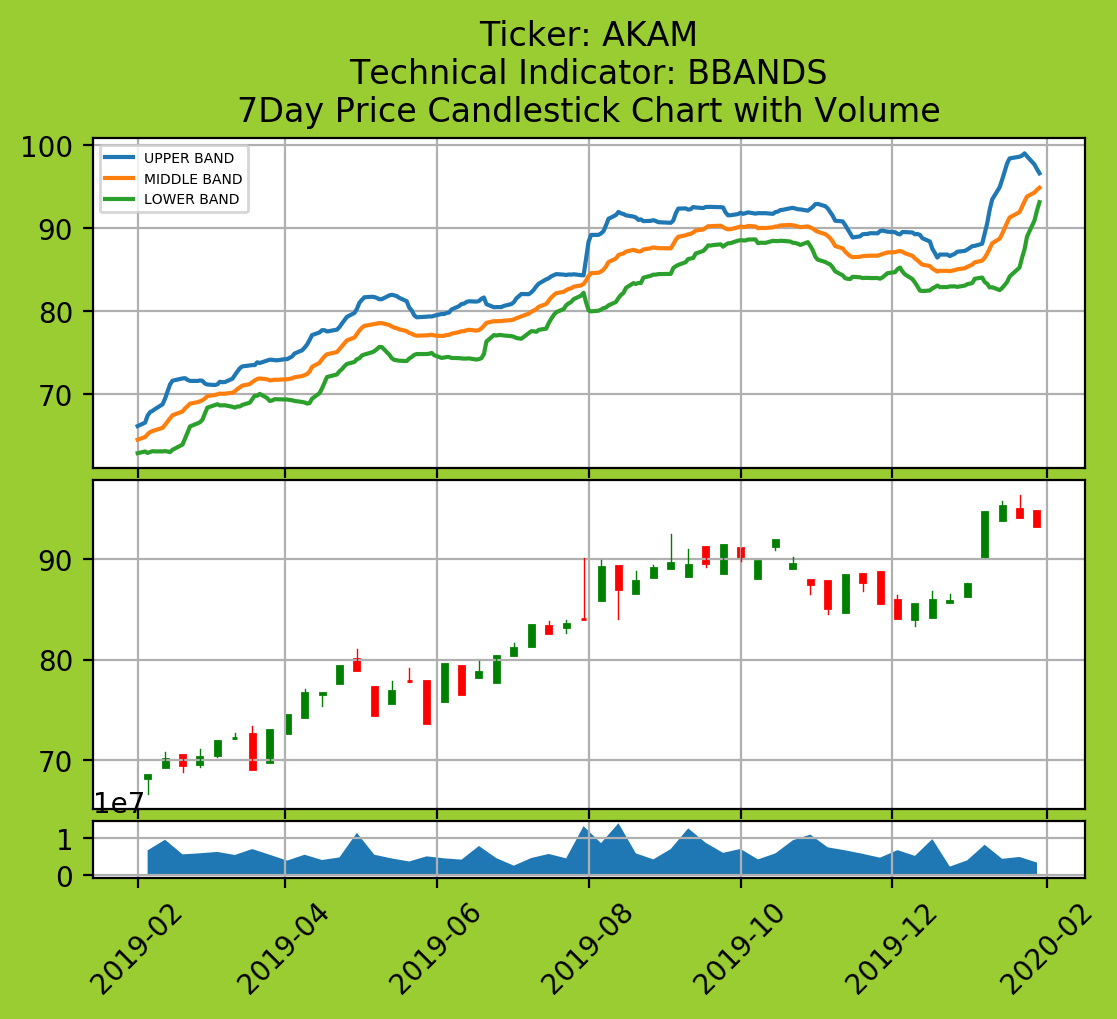 Ticker: AKAM
Technical Indicator: BBANDS
7Day Price Candlestick Chart with Volume
100
90
80
70
UPPER BAND
MIDDLE BAND
LOWER BAND
90
80
70
1e7
1
0
2019-02
2019-04
2019-06
2019-08
2019-10
2019-12
2020-02